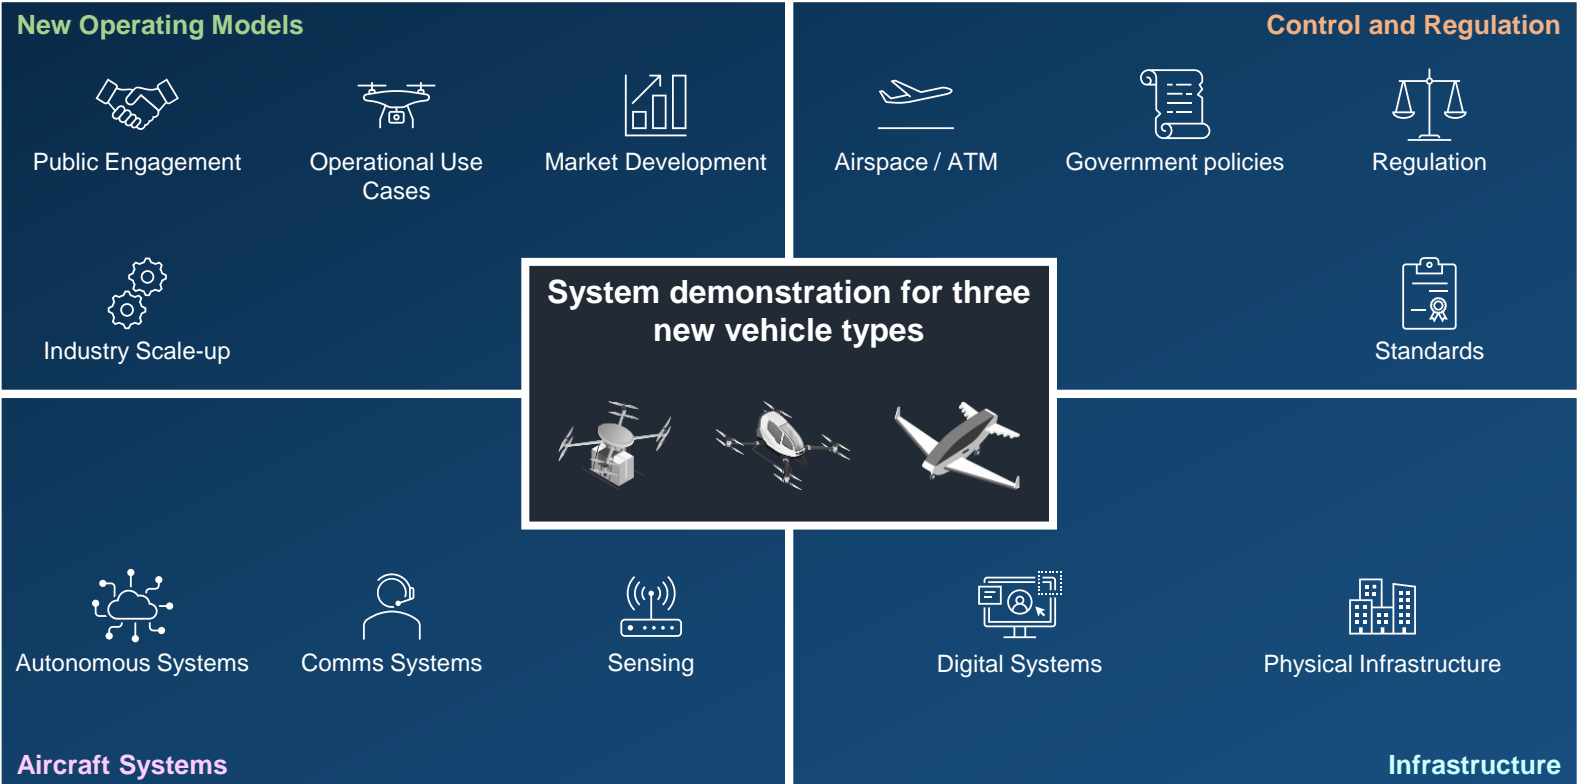 New Operating Models
Control and Regulation
Public Engagement
Operational Use
Cases
Market Development
Airspace / ATM
Government policies
Regulation
Industry Scale-up
System demonstration for three
new vehicle types
Standards
Autonomous Systems
Comms Systems
Sensing
Digital Systems
Physical Infrastructure
Aircraft Systems
Infrastructure